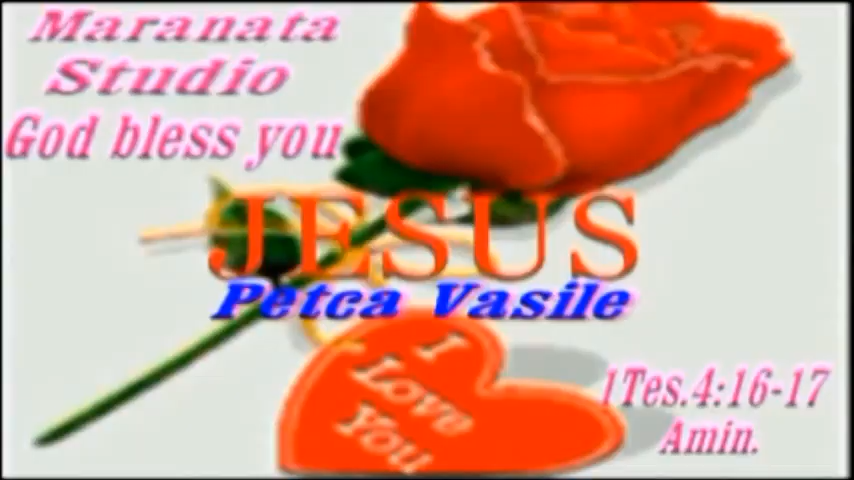 Maranata
Studio
God bless you
JESUS
Petca Vasile
I
Love
You
1Tes.4:16-17
Amin.